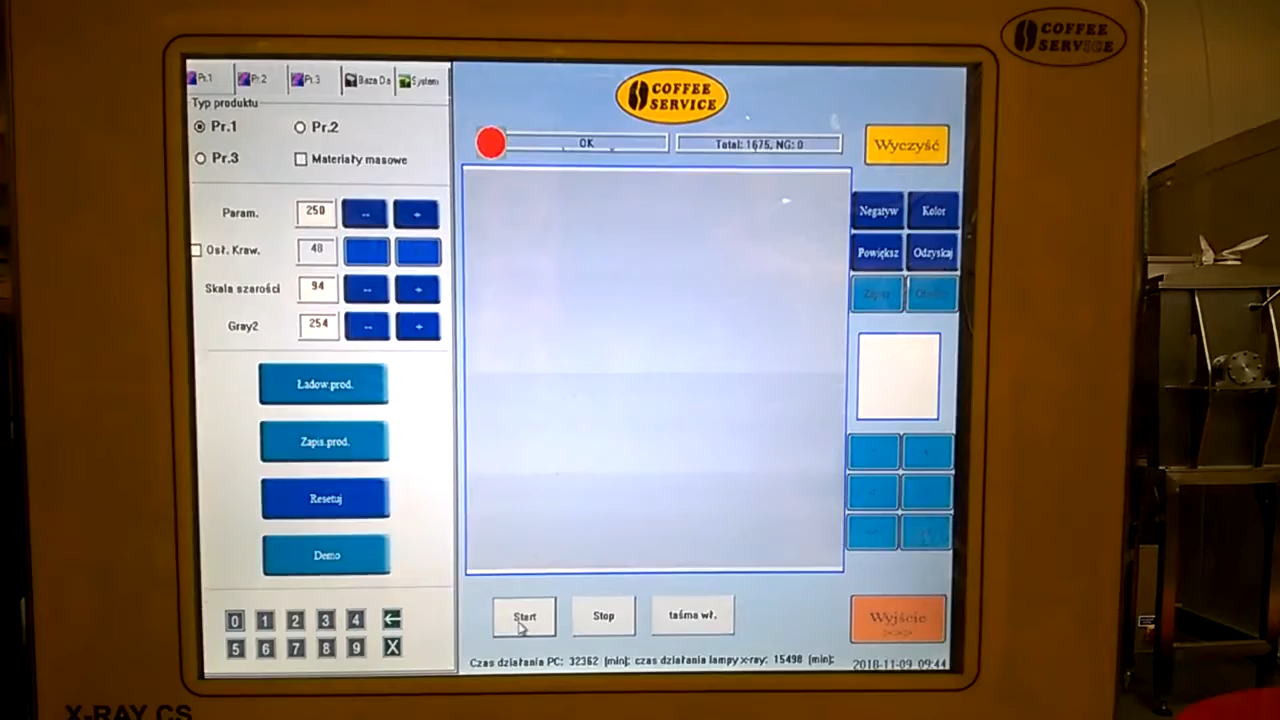 COFFEE
SERVICE
Pr.1 Pr.2 Pr.3 Baza Da System
Typ produktu
Pr.1 Pr.2
Pr.3 Materiały masowe
Param. 250 -- +
Osł. Kraw. 48
Skala szarości 94 -- +
Gray2 254 -- +
Ładow.prod.
Zapis.prod.
Resetuj
Demo
0 1 2 3 4 ←
5 6 7 8 9 X
COFFEE
SERVICE
OK Total: 1675, NG: 0 Wyczyść
Negatyw Kolor
Powiększ Odzyskaj
Zapisz
Start Stop taśma wł. Wyjście
>>>
Czas działania PC: 32362 [min]; czas działania lampy x-ray: 15498 [min]; 2018-11-09 09:44
X-RAY CS